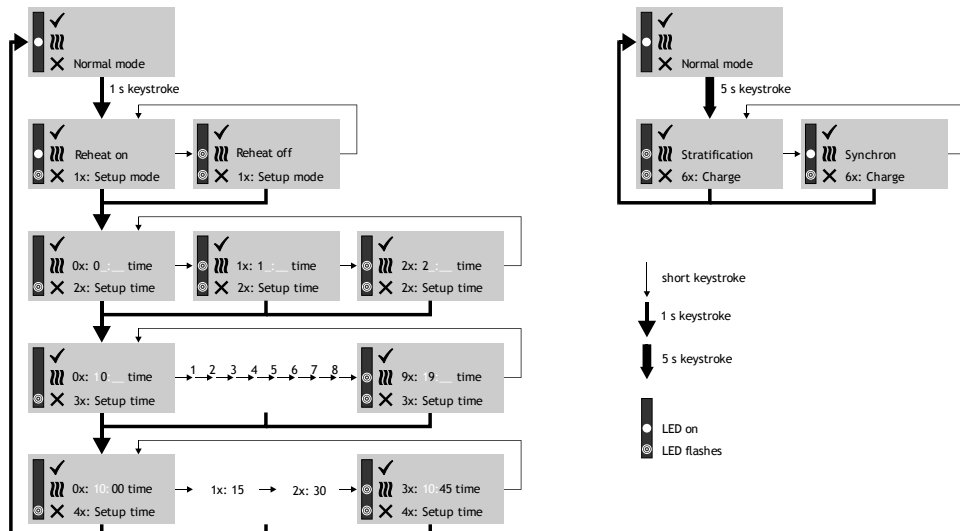 Normal mode
1 s keystroke
Reheat on
1x: Setup mode
Reheat off
1x: Setup mode
0x: 0_:__ time
2x: Setup time
1x: 1_:__ time
2x: Setup time
2x: 2_:__ time
2x: Setup time
0x: 10:__ time
3x: Setup time
1 2 3 4 5 6 7 8
9x: 19:__ time
3x: Setup time
0x: 10:00 time
4x: Setup time
1x: 15
2x: 30
3x: 10:45 time
4x: Setup time
Normal mode
5 s keystroke
Stratification
6x: Charge
Synchron
6x: Charge
short keystroke
1 s keystroke
5 s keystroke
LED on
LED flashes